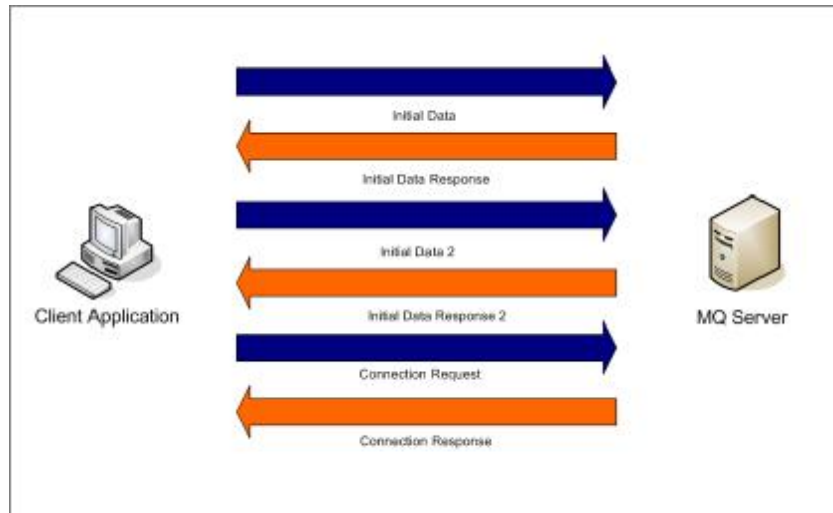 Initial Data
Initial Data Response
Initial Data 2
Client Application
Initial Data Response 2
MQ Server
Connection Request
Connection Response